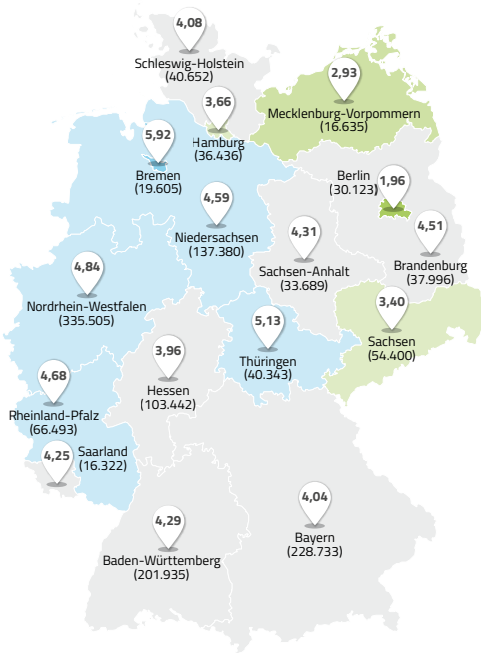 4,08
Schleswig-Holstein
(40.652)
2,93
Mecklenburg-Vorpommern
(16.635)
3,66
Hamburg
(36.436)
5,92
Bremen
(19.605)
Berlin
(30.123)
1,96
4,59
Niedersachsen
(137.380)
4,31
Sachsen-Anhalt
(33.689)
4,51
Brandenburg
(37.996)
4,84
Nordrhein-Westfalen
(335.505)
3,40
Sachsen
(54.400)
5,13
Thüringen
(40.343)
3,96
Hessen
(103.442)
4,68
Rheinland-Pfalz
(66.493)
4,25
Saarland
(16.322)
4,04
Bayern
(228.733)
4,29
Baden-Württemberg
(201.935)